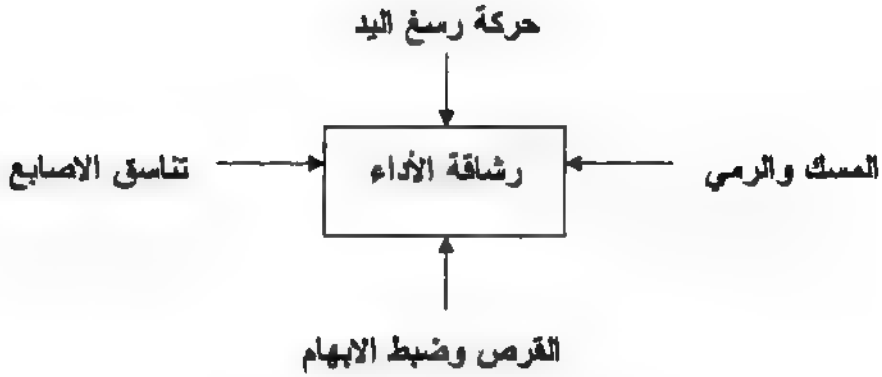 حركة رسغ اليد
المسك والرمي
رشاقة الأداء
تناسق الاصابع
القرص وضبط الابهام